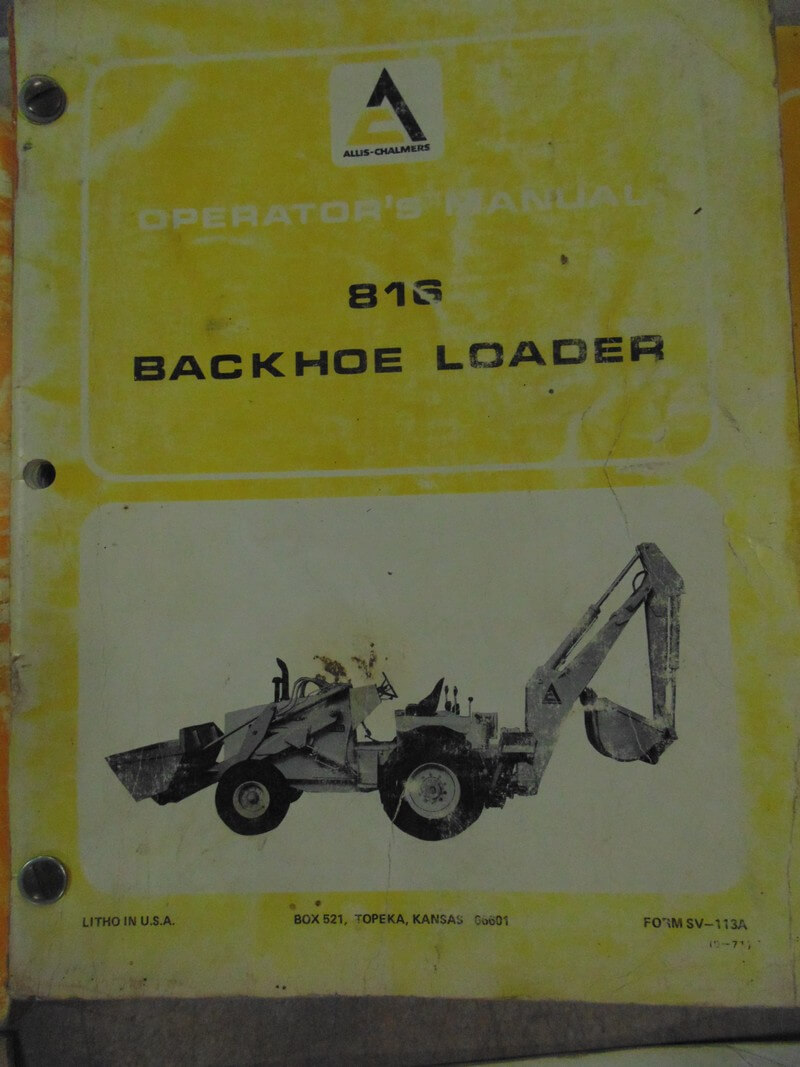 ALLIS-CHALMERS
OPERATOR'S MANUAL
816
BACKHOE LOADER
LITHO IN U.S.A.
BOX 521, TOPEKA, KANSAS 66601
FORM SV-113A